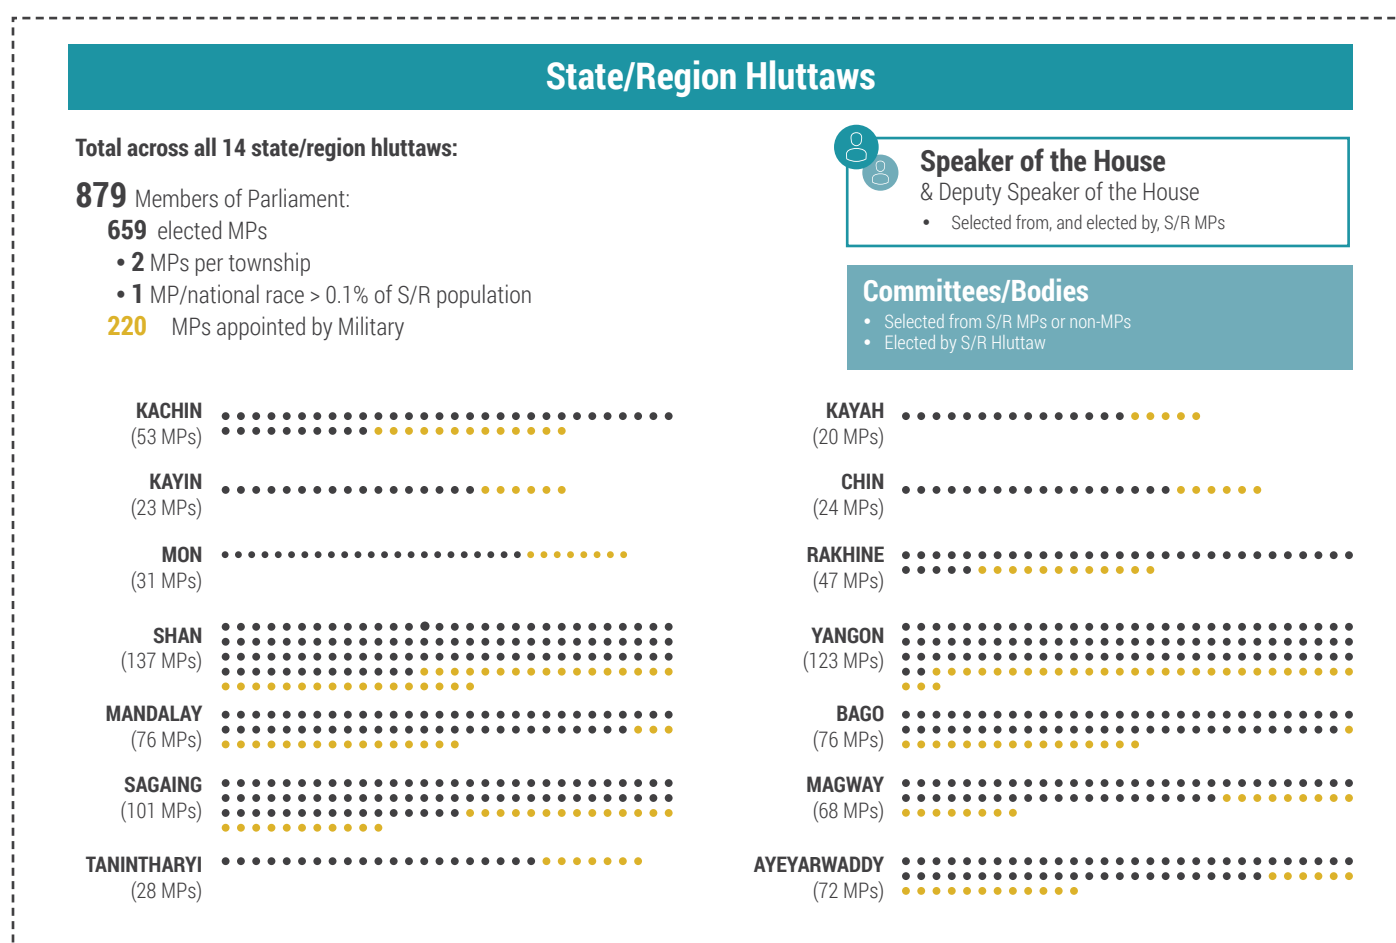 State/Region Hluttaws
Total across all 14 state/region hluttaws:
879 Members of Parliament:
659 elected MPs
• 2 MPs per township
• 1 MP/national race > 0.1% of S/R population
220 MPs appointed by Military
Speaker of the House
& Deputy Speaker of the House
• Selected from, and elected by, S/R MPs
Committees/Bodies
• Selected from S/R MPs or non-MPs
• Elected by S/R Hluttaw
KACHIN
(53 MPs)
KAYAH
(20 MPs)
KAYIN
(23 MPs)
CHIN
(24 MPs)
MON
(31 MPs)
RAKHINE
(47 MPs)
SHAN
(137 MPs)
YANGON
(123 MPs)
MANDALAY
(76 MPs)
BAGO
(76 MPs)
SAGAING
(101 MPs)
MAGWAY
(68 MPs)
TANINTHARYI
(28 MPs)
AYEYARWADDY
(72 MPs)